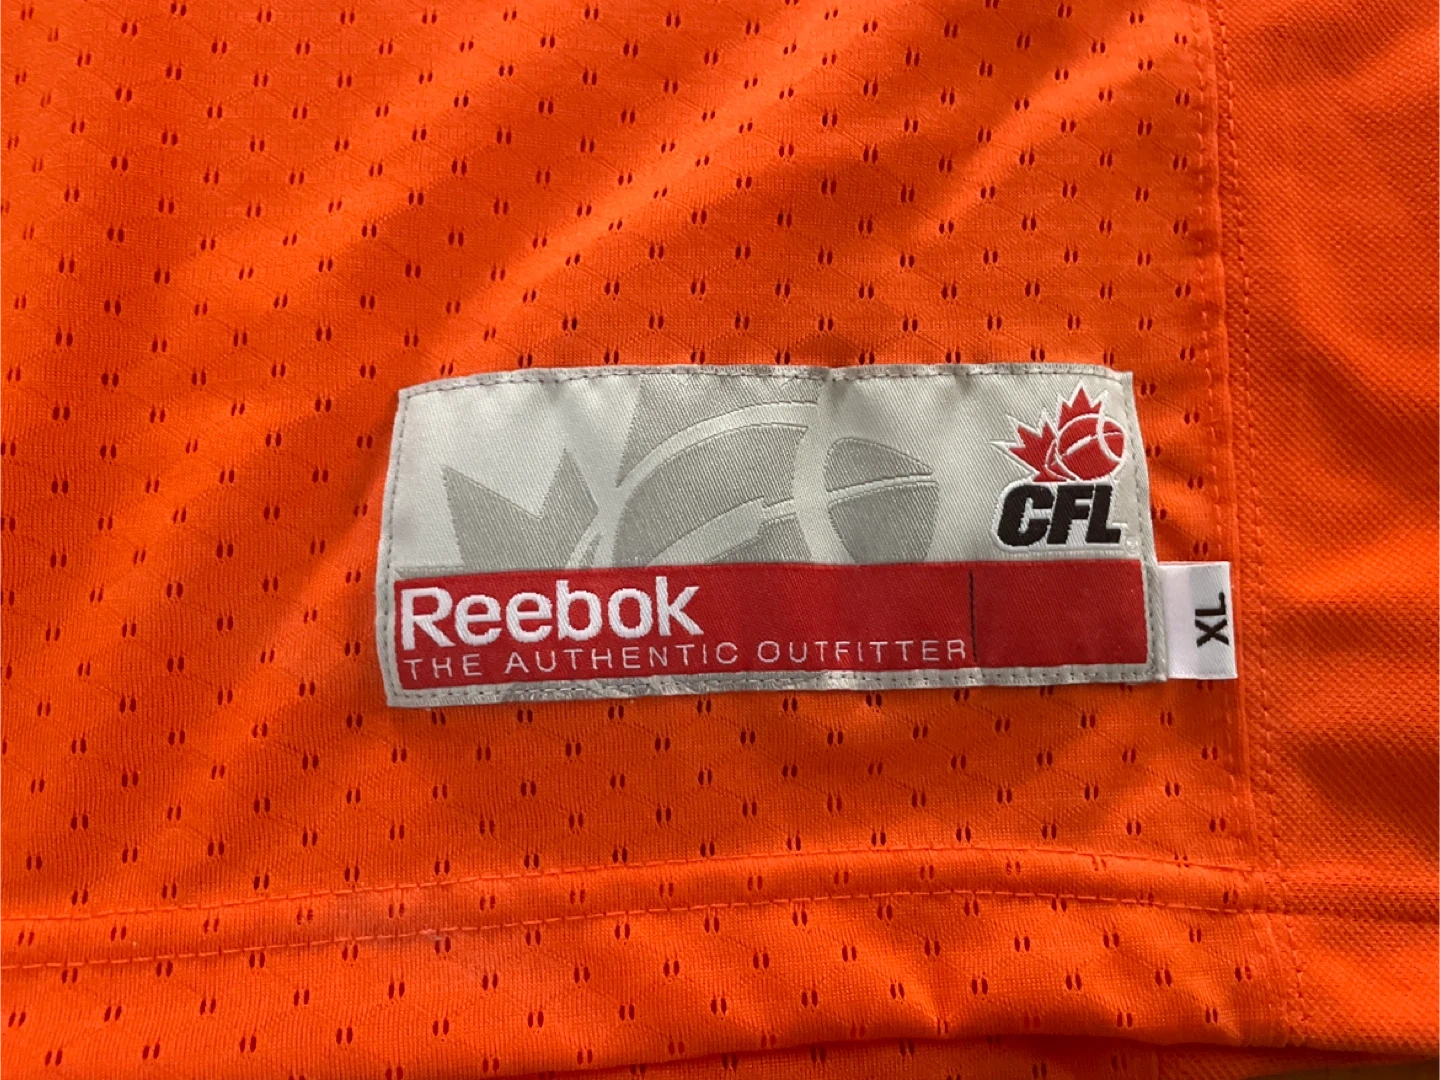 CFL
Reebok
THE AUTHENTIC OUTFITTER
XL